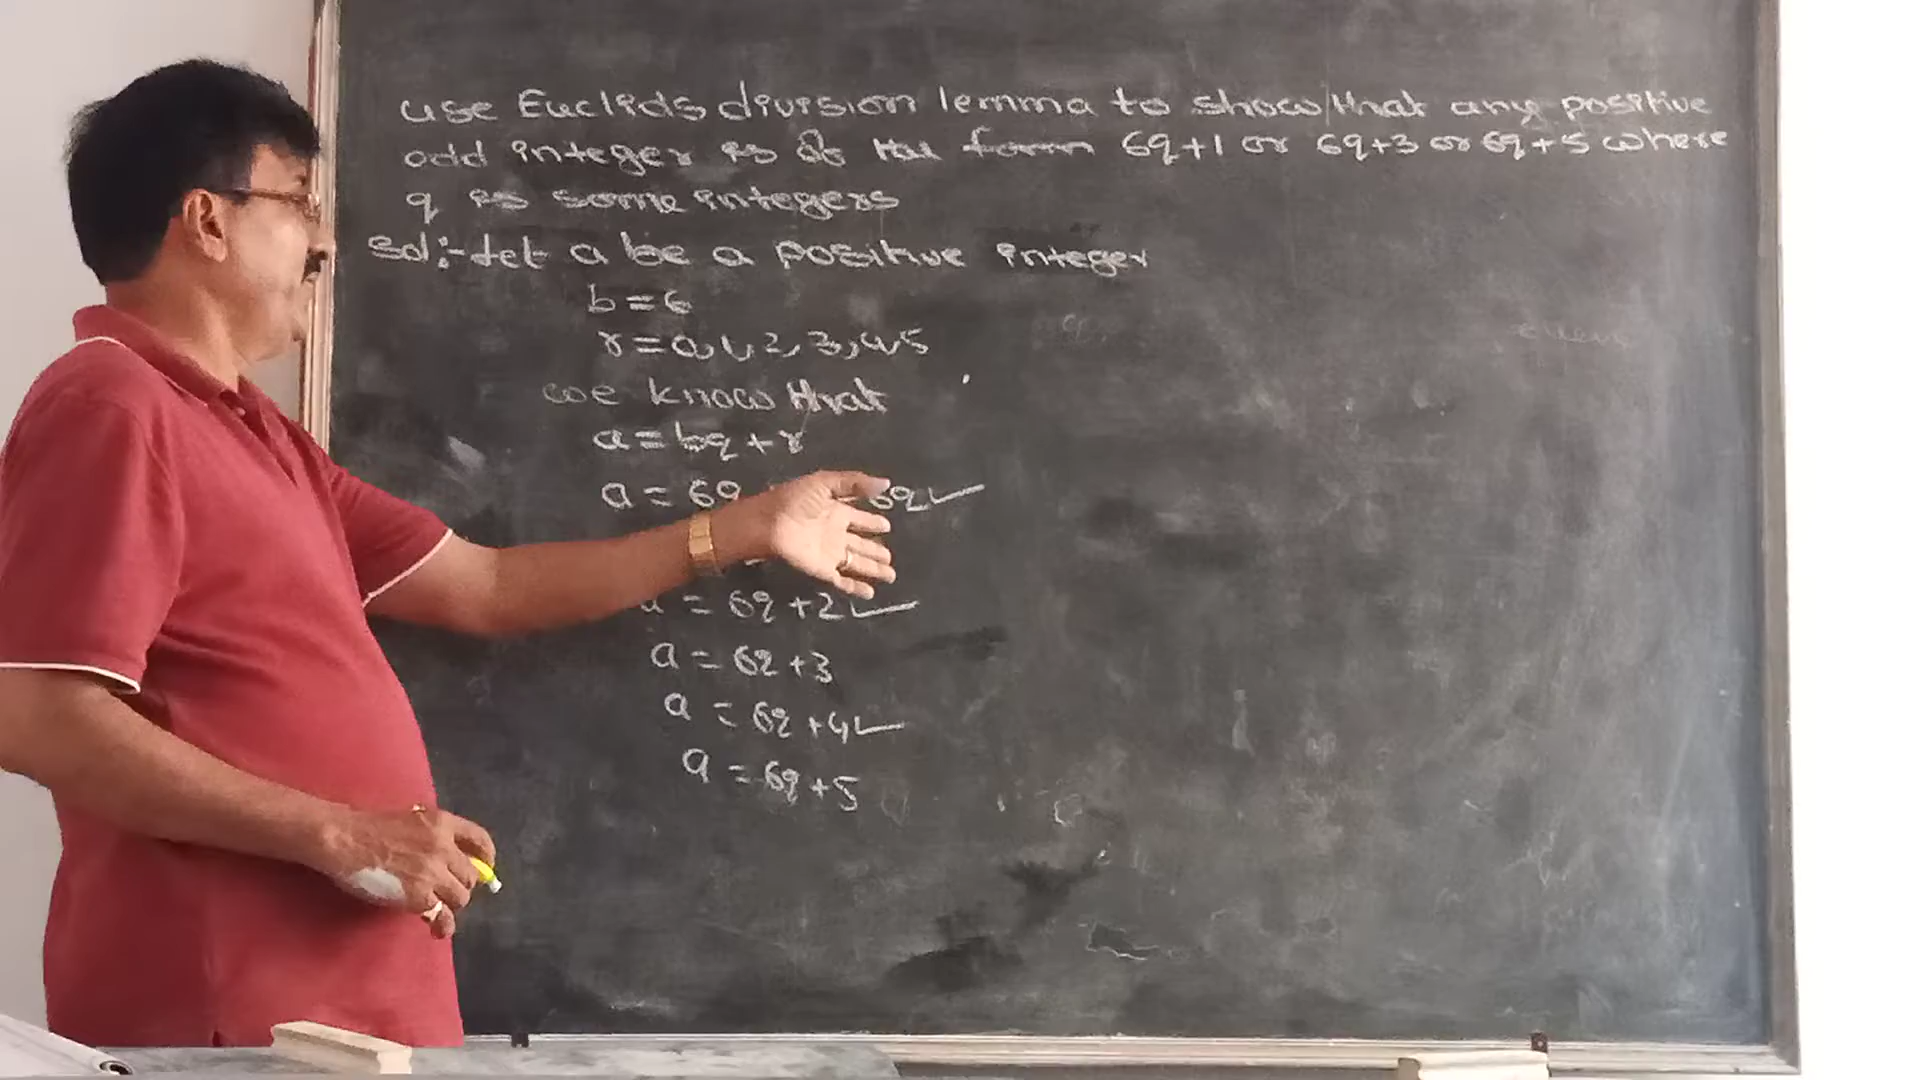 use Euclids division lemma to show that any positive
odd integer is of the form 6q+1 or 6q+3 or 6q+5 where
q is some integers
Sol:- Let a be a positive integer
b = 6
r = 0, 1, 2, 3, 4, 5
we know that
a = bq + r
a = 6q = 6q ✓
a = 6q + 2 ✓
a = 6q + 3
a = 6q + 4 ✓
a = 6q + 5